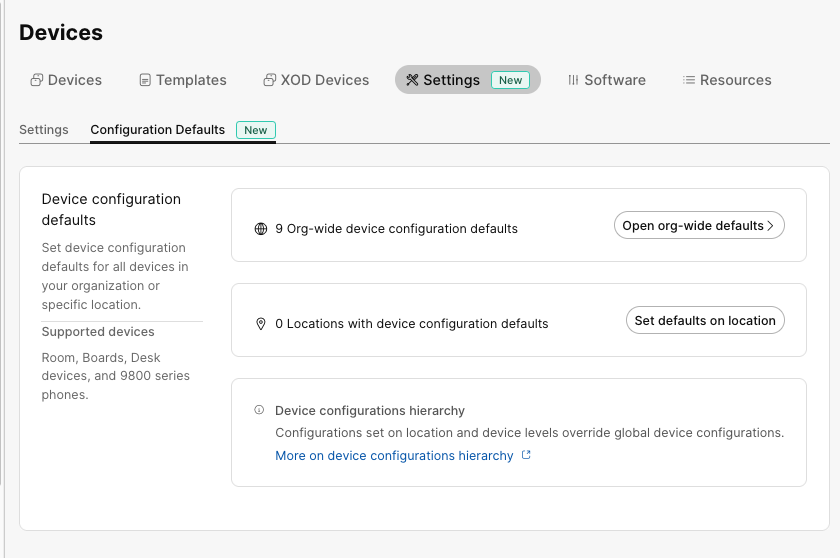 Devices
Devices Templates XOD Devices Settings New Software Resources
Settings Configuration Defaults New
Device configuration
defaults
Set device configuration
defaults for all devices in
your organization or
specific location.
Supported devices
Room, Boards, Desk
devices, and 9800 series
phones.
9 Org-wide device configuration defaults
Open org-wide defaults
0 Locations with device configuration defaults
Set defaults on location
Device configurations hierarchy
Configurations set on location and device levels override global device configurations.
More on device configurations hierarchy